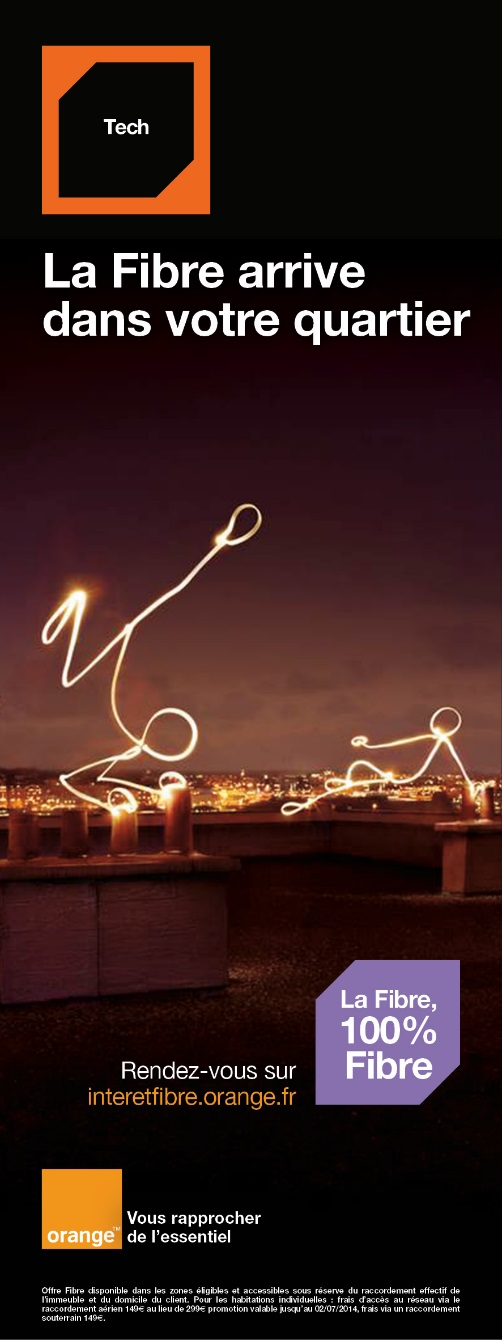 Tech
La Fibre arrive
dans votre quartier
La Fibre,
100%
Fibre
Rendez-vous sur
interetfibre.orange.fr
orange™
Vous rapprocher
de l'essentiel
Offre Fibre disponible dans les zones éligibles et accessibles sous réserve du raccordement effectif de
l'immeuble et du domicile du client. Pour les habitations individuelles : frais d'accès au réseau via le
raccordement aérien 149€ au lieu de 299€ promotion valable jusqu'au 02/07/2014, frais via un raccordement
souterrain 149€.